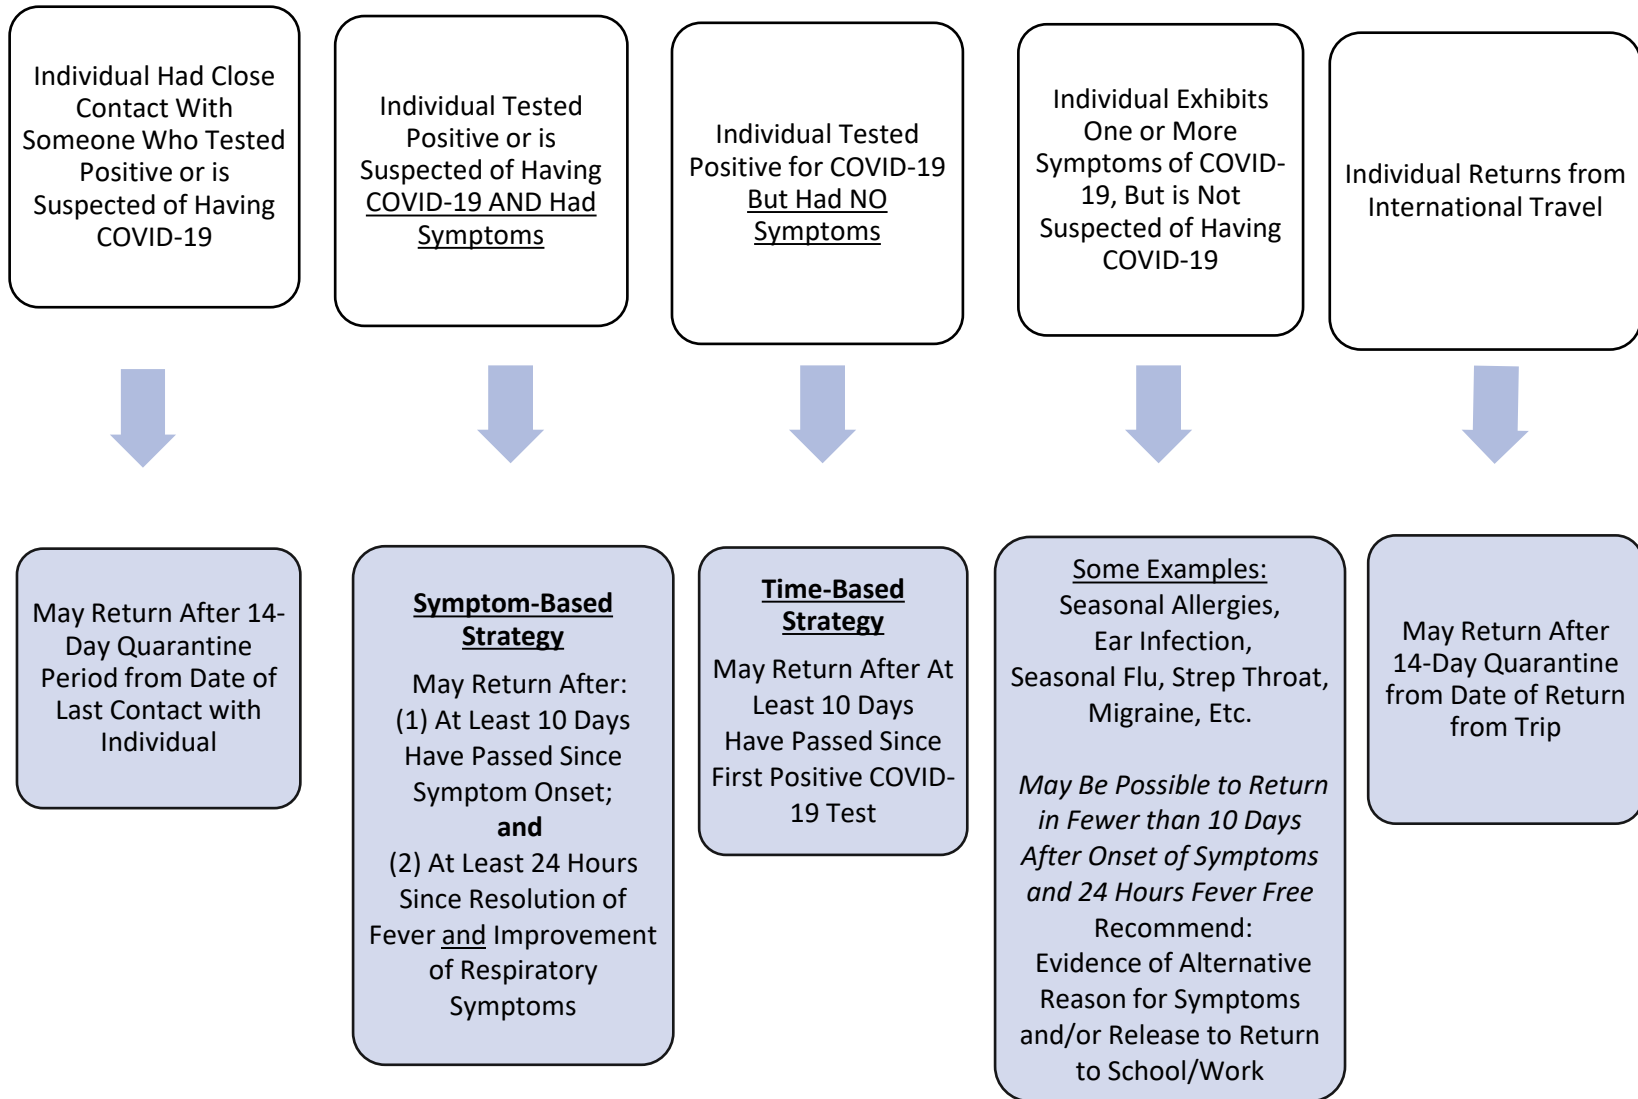 Individual Had Close
Contact With
Someone Who Tested
Positive or is
Suspected of Having
COVID-19
Individual Tested
Positive or is
Suspected of Having
COVID-19 AND Had
Symptoms
Individual Tested
Positive for COVID-19
But Had NO
Symptoms
Individual Exhibits
One or More
Symptoms of COVID-
19, But is Not
Suspected of Having
COVID-19
Individual Returns from
International Travel
May Return After 14-
Day Quarantine
Period from Date of
Last Contact with
Individual
Symptom-Based
Strategy
May Return After:
(1) At Least 10 Days
Have Passed Since
Symptom Onset;
and
(2) At Least 24 Hours
Since Resolution of
Fever and Improvement
of Respiratory
Symptoms
Time-Based
Strategy
May Return After At
Least 10 Days
Have Passed Since
First Positive COVID-
19 Test
Some Examples:
Seasonal Allergies,
Ear Infection,
Seasonal Flu, Strep Throat,
Migraine, Etc.
May Be Possible to Return
in Fewer than 10 Days
After Onset of Symptoms
and 24 Hours Fever Free
Recommend:
Evidence of Alternative
Reason for Symptoms
and/or Release to Return
to School/Work
May Return After
14-Day Quarantine
from Date of Return
from Trip